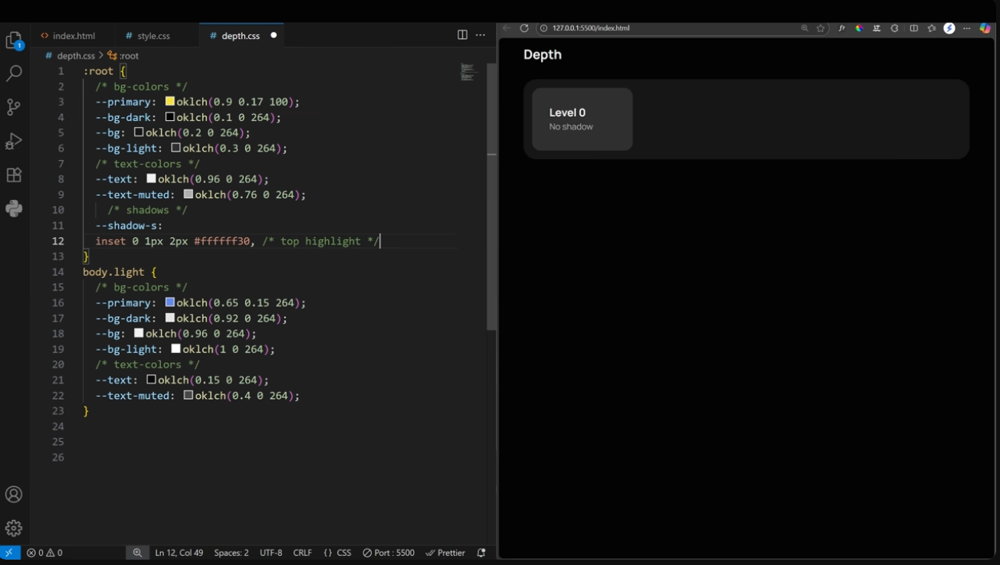 index.html
style.css
depth.css
depth.css > :root
1 :root {
2 /* bg-colors */
3 --primary: oklch(0.9 0.17 100);
4 --bg-dark: oklch(0.1 0 264);
5 --bg: oklch(0.2 0 264);
6 --bg-light: oklch(0.3 0 264);
7 /* text-colors */
8 --text: oklch(0.96 0 264);
9 --text-muted: oklch(0.76 0 264);
10 /* shadows */
11 --shadow-s:
12 inset 0 1px 2px #ffffff30, /* top highlight */
13 }
14 body.light {
15 /* bg-colors */
16 --primary: oklch(0.65 0.15 264);
17 --bg-dark: oklch(0.92 0 264);
18 --bg: oklch(0.96 0 264);
19 --bg-light: oklch(1 0 264);
20 /* text-colors */
21 --text: oklch(0.15 0 264);
22 --text-muted: oklch(0.4 0 264);
23 }
24
25
26
1
0 0
Ln 12, Col 49 Spaces: 2 UTF-8 CRLF {} CSS Port : 5500 Prettier
127.0.0.1:5500/index.html
Depth
Level 0
No shadow